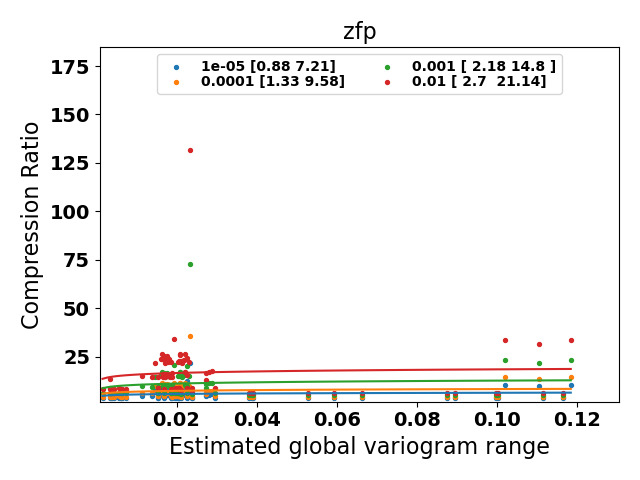 zfp
1e-05 [0.88 7.21]
0.0001 [1.33 9.58]
0.001 [ 2.18 14.8 ]
0.01 [ 2.7  21.14]
175
150
125
100
75
50
25
Compression Ratio
0.02 0.04 0.06 0.08 0.10 0.12
Estimated global variogram range